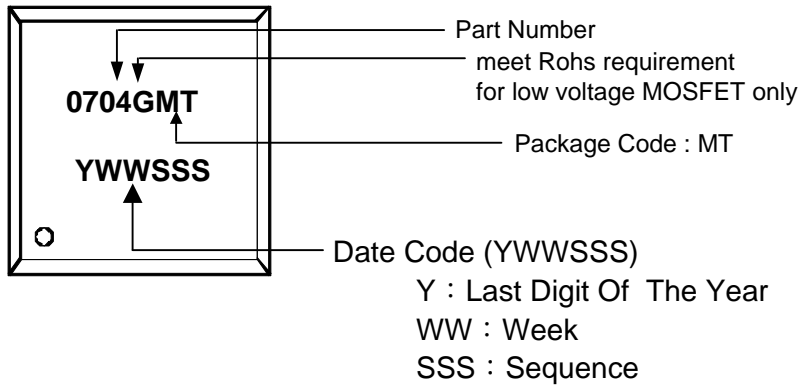 Part Number
meet Rohs requirement
for low voltage MOSFET only
0704GMT
Package Code : MT
YWWSSS
Date Code (YWWSSS)
Y：Last Digit Of The Year
WW：Week
SSS：Sequence